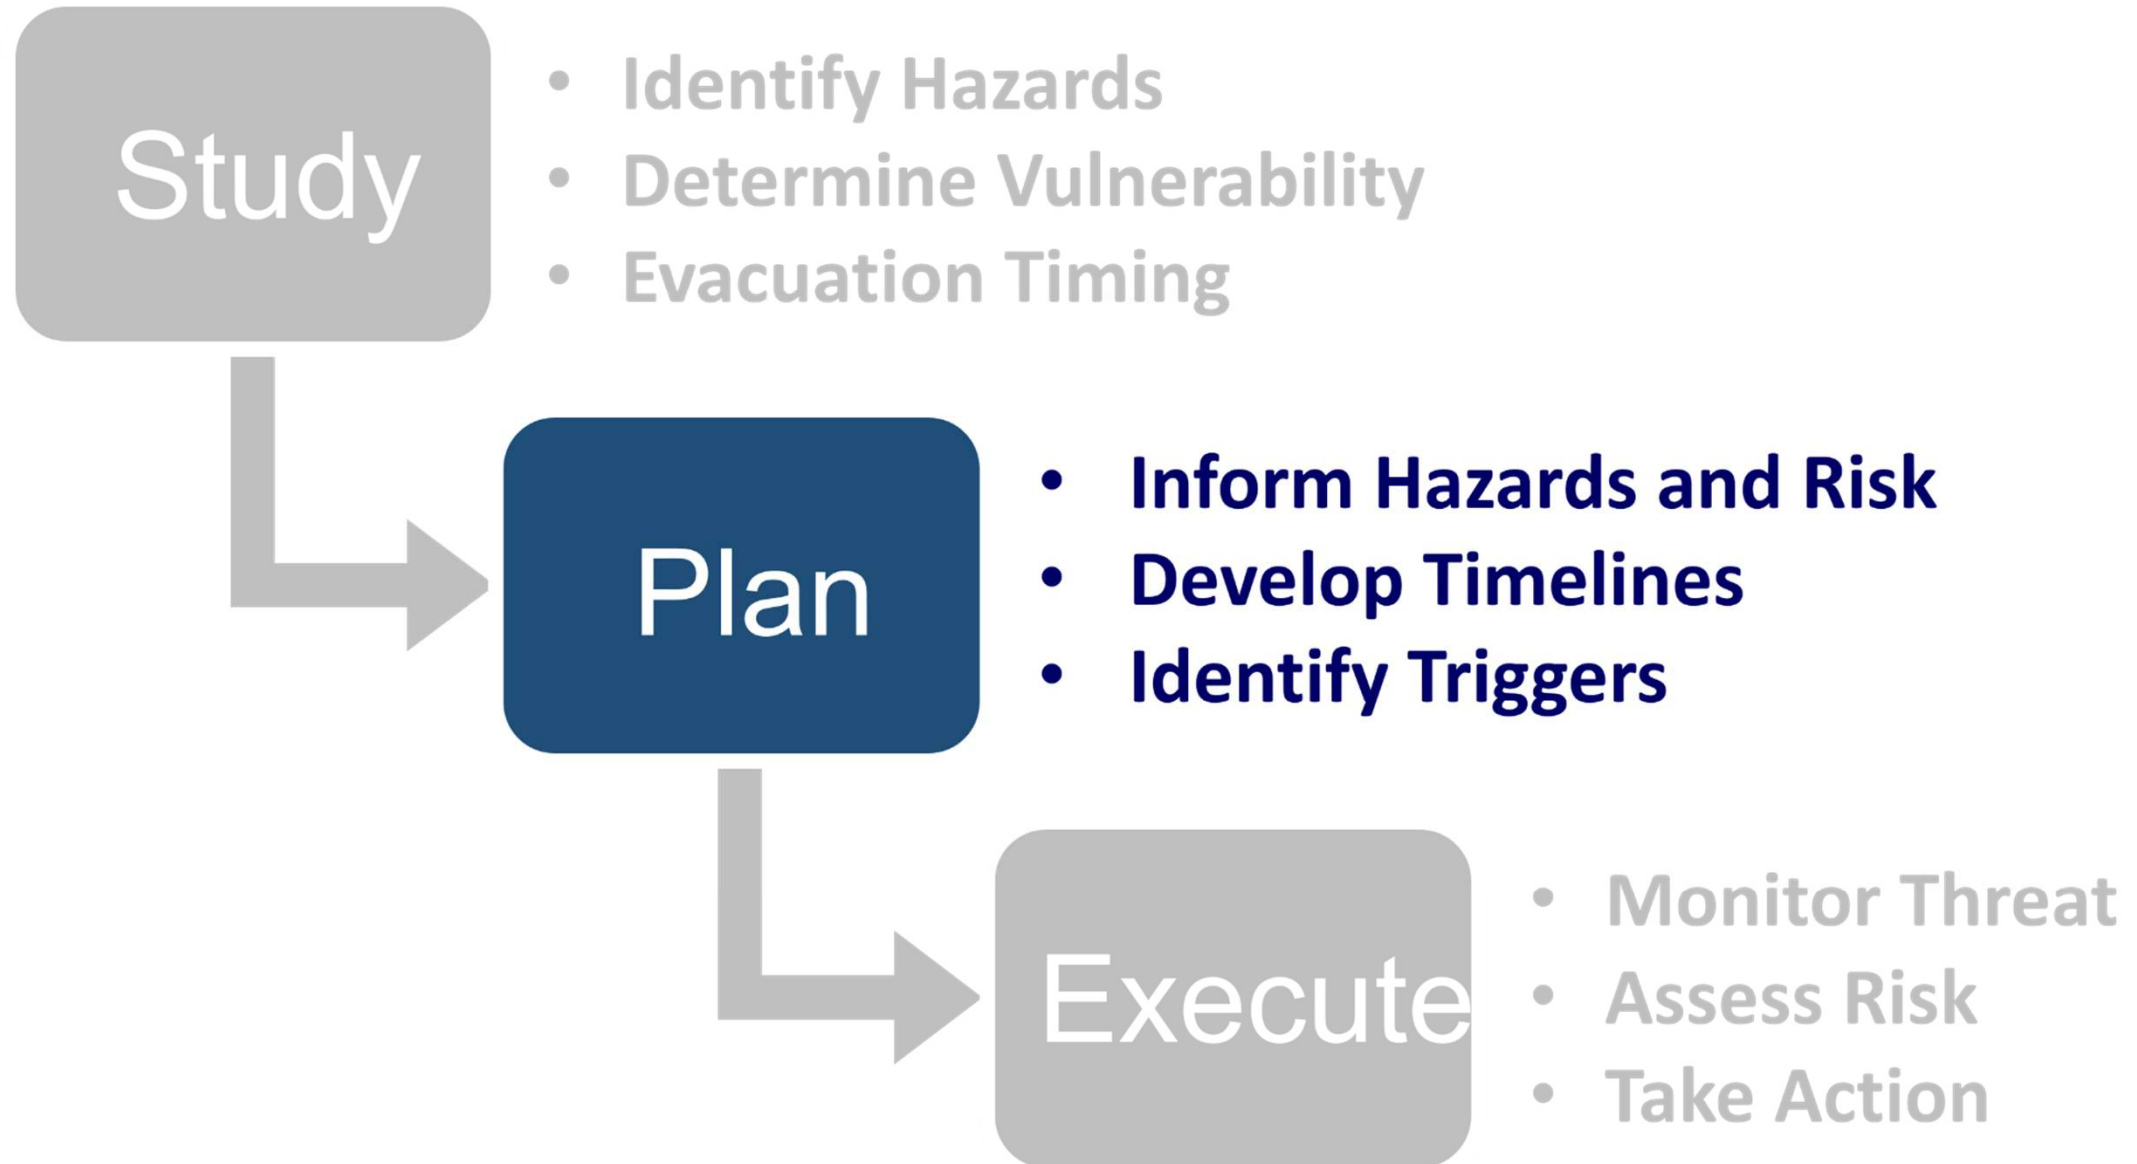 Study
• Identify Hazards
• Determine Vulnerability
• Evacuation Timing
Plan
• Inform Hazards and Risk
• Develop Timelines
• Identify Triggers
Execute
• Monitor Threat
• Assess Risk
• Take Action